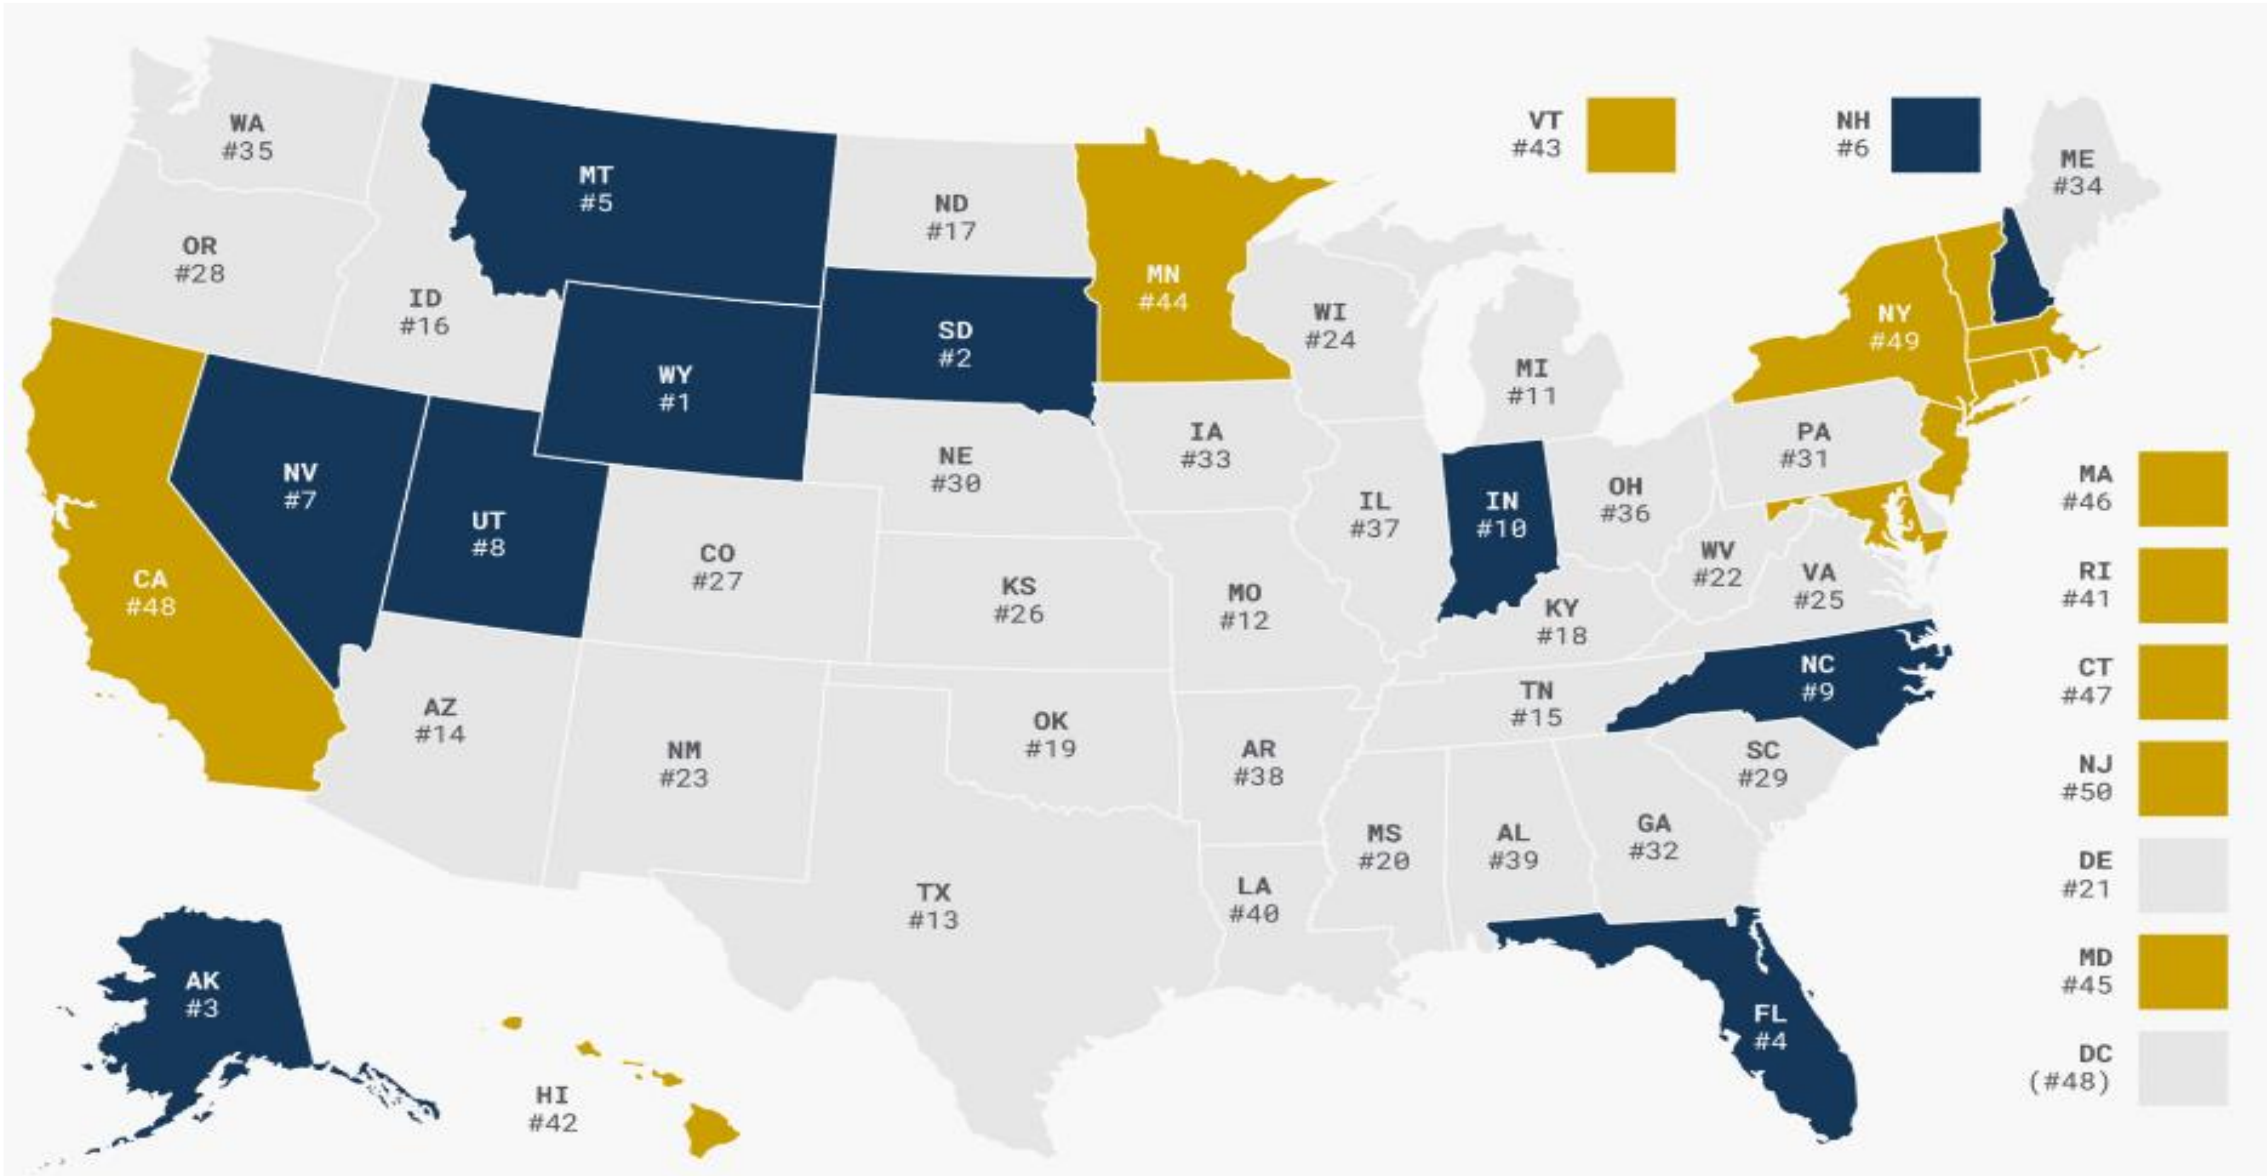 WA
#35
OR
#28
CA
#48
ID
#16
NV
#7
MT
#5
WY
#1
UT
#8
AZ
#14
CO
#27
NM
#23
ND
#17
SD
#2
NE
#30
KS
#26
OK
#19
TX
#13
MN
#44
IA
#33
MO
#12
AR
#38
LA
#40
WI
#24
IL
#37
MI
#11
IN
#10
OH
#36
KY
#18
TN
#15
MS
#20
AL
#39
GA
#32
FL
#4
SC
#29
NC
#9
VA
#25
WV
#22
PA
#31
NY
#49
VT
#43
NH
#6
ME
#34
MA
#46
RI
#41
CT
#47
NJ
#50
DE
#21
MD
#45
DC
(#48)
AK
#3
HI
#42